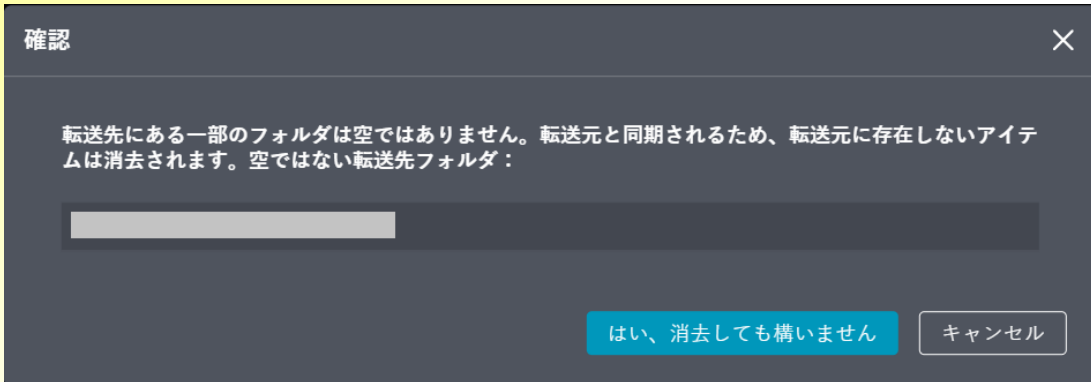 確認
転送先にある一部のフォルダは空ではありません。転送元と同期されるため、転送元に存在しないアイテ
ムは消去されます。空ではない転送先フォルダ：
はい、消去しても構いません
キャンセル